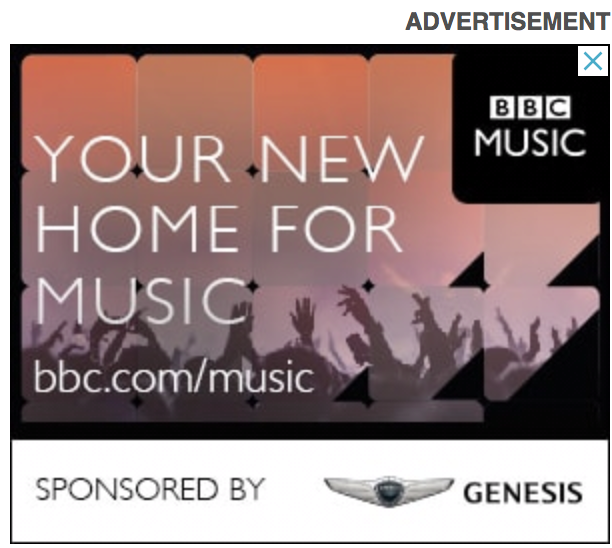 ADVERTISEMENT
BBC
MUSIC
YOUR NEW
HOME FOR
MUSIC
bbc.com/music
SPONSORED BY GENESIS